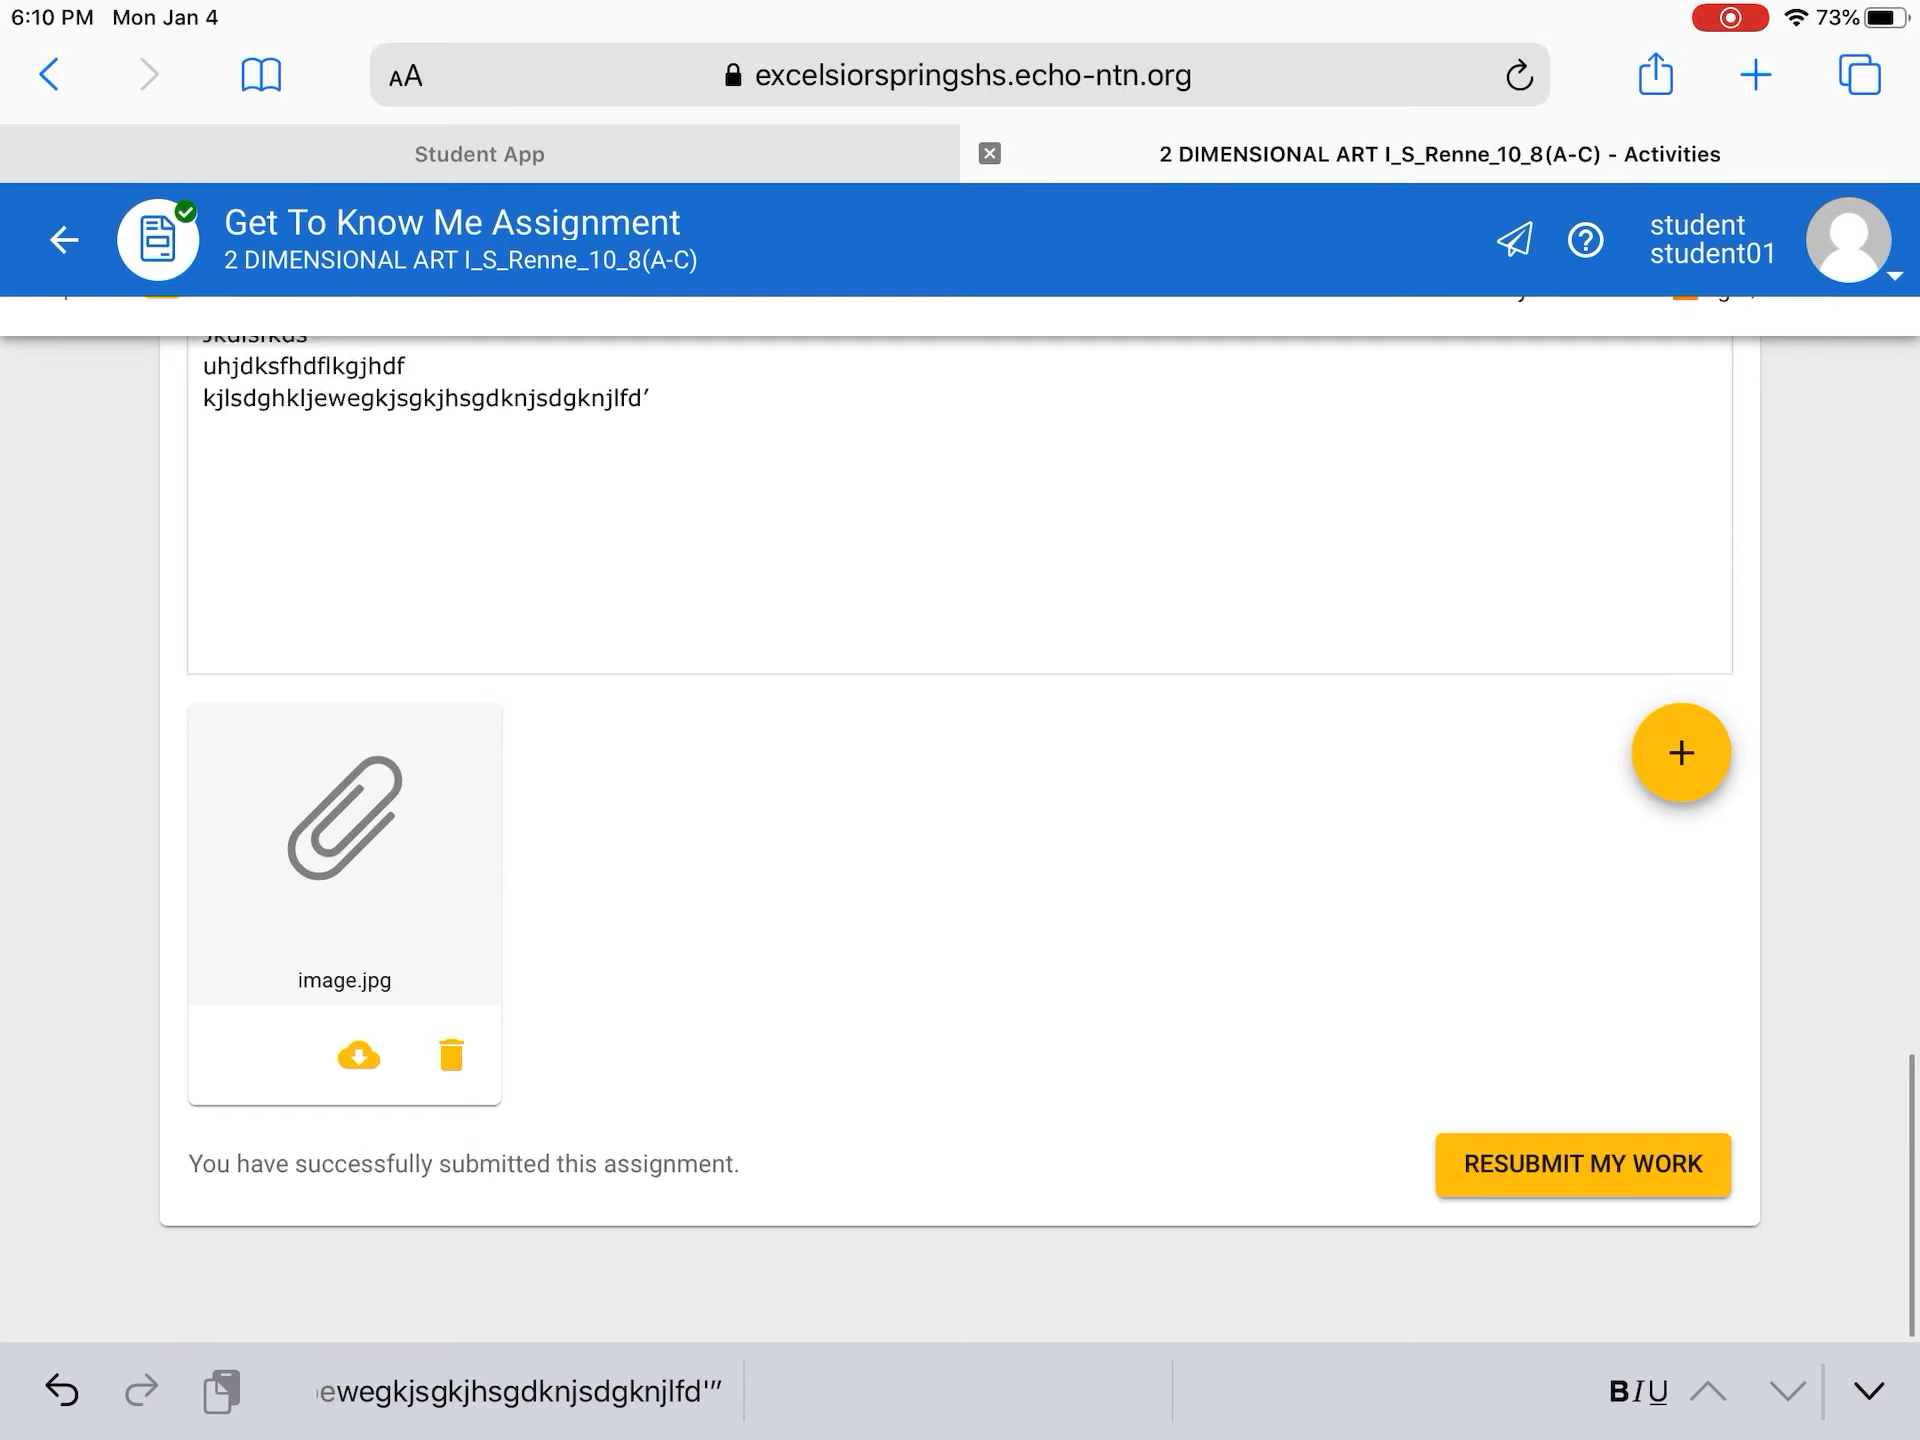 6:10 PM Mon Jan 4
73%
AA
excelsiorspringshs.echo-ntn.org
Student App
2 DIMENSIONAL ART I_S_Renne_10_8(A-C) - Activities
Get To Know Me Assignment
2 DIMENSIONAL ART I_S_Renne_10_8(A-C)
student
student01
uhjdksfhdflkgjhdf
kjlsdghkljewegkjsgkjhsgdknjsdgknjlfd’
image.jpg
You have successfully submitted this assignment.
RESUBMIT MY WORK
ewegkjsgkjhsgdknjsdgknjlfd'”
BIU